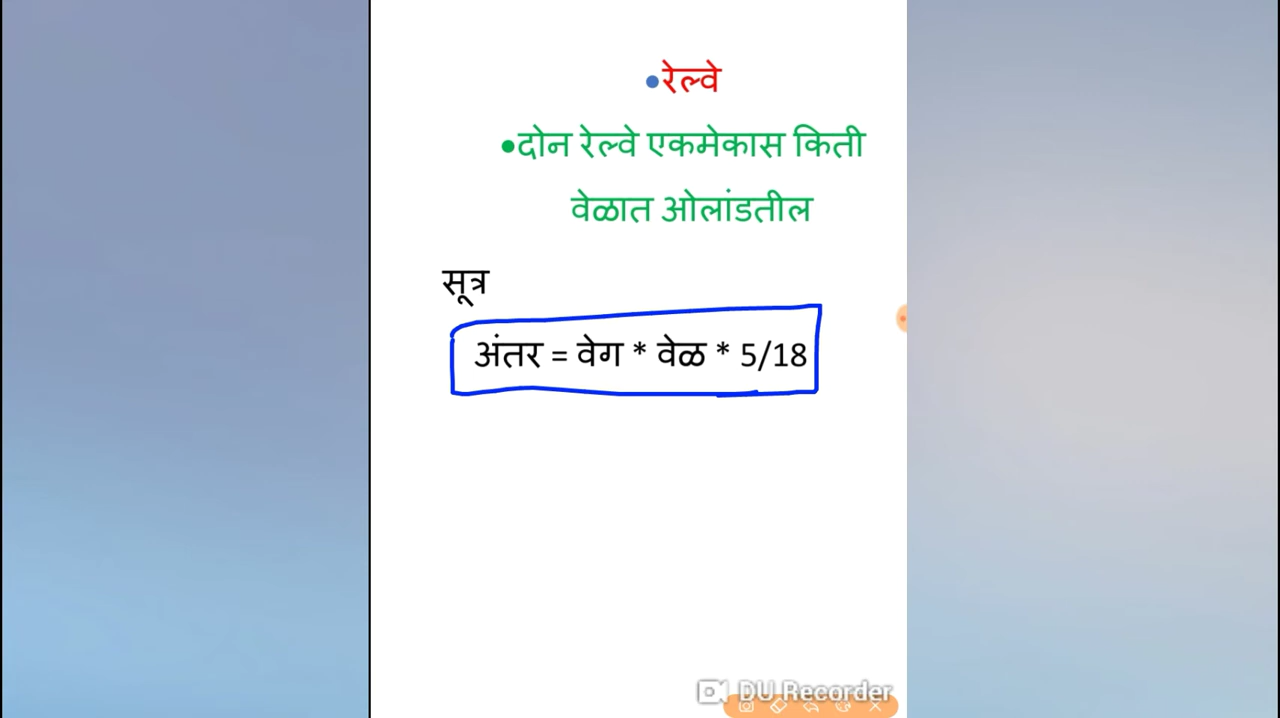 •रेल्वे
•दोन रेल्वे एकमेकास किती
वेळात ओलांडतील
सूत्र
अंतर = वेग * वेळ * 5/18
DU Recorder